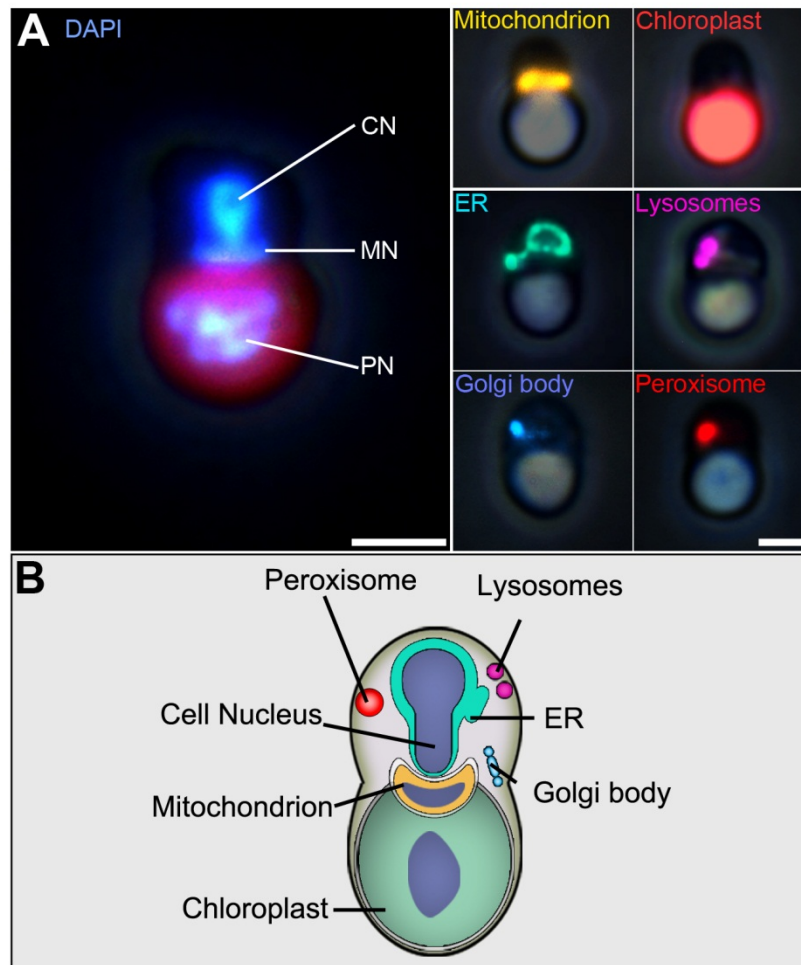 A DAPI
CN
MN
PN
Mitochondrion
Chloroplast
ER
Lysosomes
Golgi body
Peroxisome
B
Peroxisome
Lysosomes
Cell Nucleus
ER
Mitochondrion
Golgi body
Chloroplast